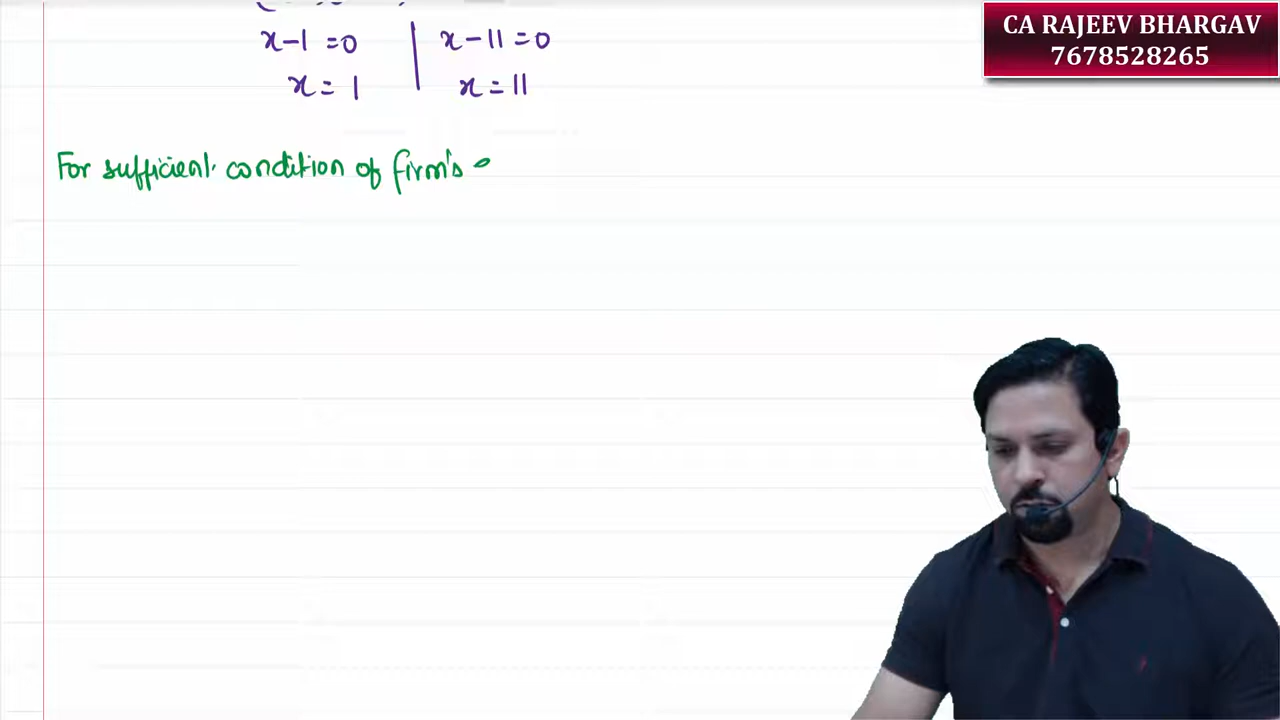 CA RAJEEV BHARGAV
7678528265
x-1 =0 | x-11=0
x= 1 | x=11
For sufficient condition of firm's